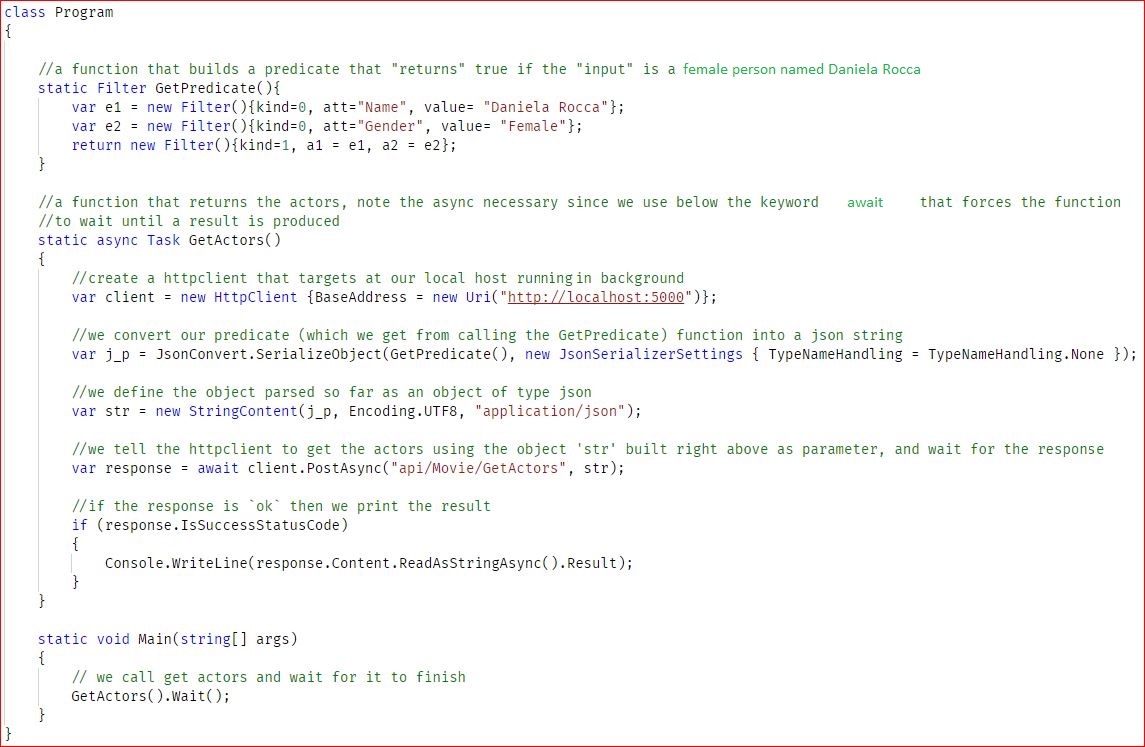 class Program
{
//a function that builds a predicate that "returns" true if the "input" is a female person named Daniela Rocca
static Filter GetPredicate(){
var e1 = new Filter(){kind=0, att="Name", value= "Daniela Rocca"};
var e2 = new Filter(){kind=0, att="Gender", value= "Female"};
return new Filter(){kind=1, a1 = e1, a2 = e2};
}
//a function that returns the actors, note the async necessary since we use below the keyword await that forces the function
//to wait until a result is produced
static async Task GetActors()
{
//create a httpclient that targets at our local host running in background
var client = new HttpClient {BaseAddress = new Uri("http://localhost:5000")};
//we convert our predicate (which we get from calling the GetPredicate) function into a json string
var j_p = JsonConvert.SerializeObject(GetPredicate(), new JsonSerializerSettings { TypeNameHandling = TypeNameHandling.None });
//we define the object parsed so far as an object of type json
var str = new StringContent(j_p, Encoding.UTF8, "application/json");
//we tell the httpclient to get the actors using the object 'str' built right above as parameter, and wait for the response
var response = await client.PostAsync("api/Movie/GetActors", str);
//if the response is `ok` then we print the result
if (response.IsSuccessStatusCode)
{
Console.WriteLine(response.Content.ReadAsStringAsync().Result);
}
}
static void Main(string[] args)
{
// we call get actors and wait for it to finish
GetActors().Wait();
}
}